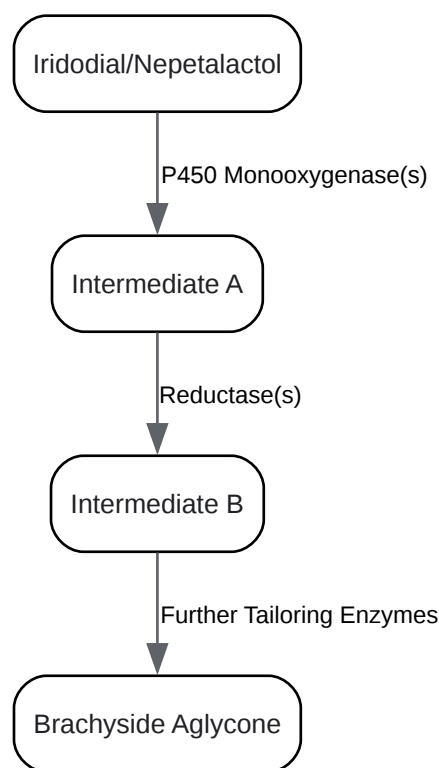 Iridodial/Nepetalactol
P450 Monooxygenase(s)
Intermediate A
Reductase(s)
Intermediate B
Further Tailoring Enzymes
Brachyside Aglycone